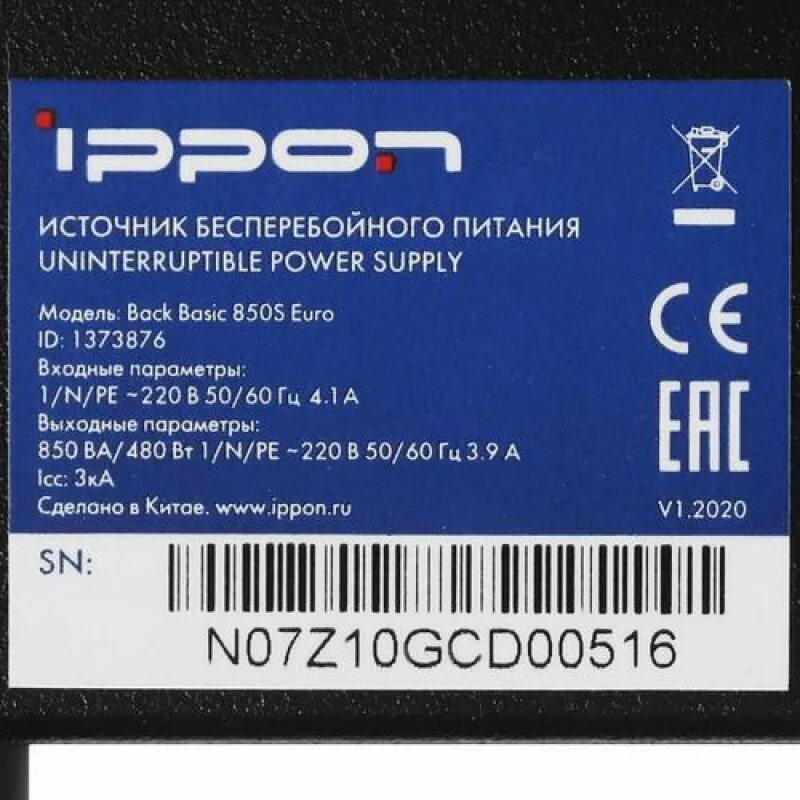 ippon
ИСТОЧНИК БЕСПЕРЕБОЙНОГО ПИТАНИЯ
UNINTERRUPTIBLE POWER SUPPLY
Модель: Back Basic 850S Euro
ID: 1373876
Входные параметры:
1/N/PE ~220 В 50/60 Гц 4.1 А
Выходные параметры:
850 ВА/480 Вт 1/N/PE ~220 В 50/60 Гц 3.9 А
Icc: 3кА
Сделано в Китае. www.ippon.ru
CE
EAC
V1.2020
SN:
N07Z10GCD00516